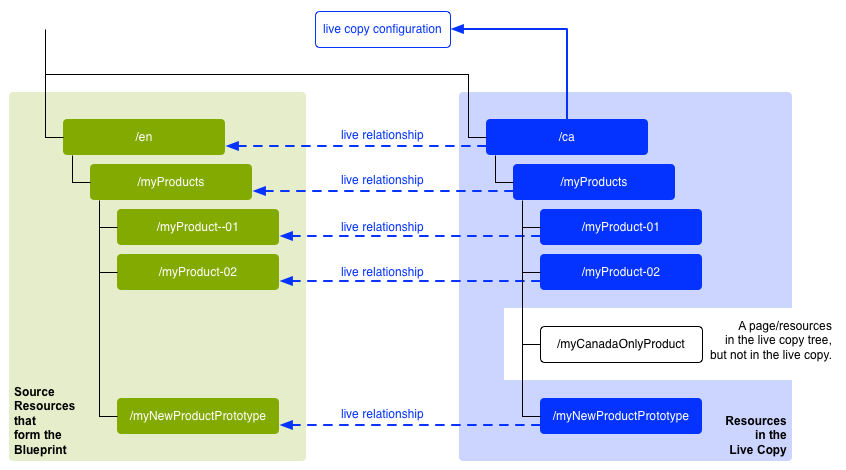 live copy configuration
/en
live relationship
/ca
/myProducts
live relationship
/myProducts
/myProduct--01
live relationship
/myProduct-01
/myProduct-02
live relationship
/myProduct-02
A page/resources
in the live copy tree,
but not in the live copy.
/myCanadaOnlyProduct
Source
Resources
that
form the
Blueprint
/myNewProductPrototype
live relationship
/myNewProductPrototype
Resources
in the
Live Copy